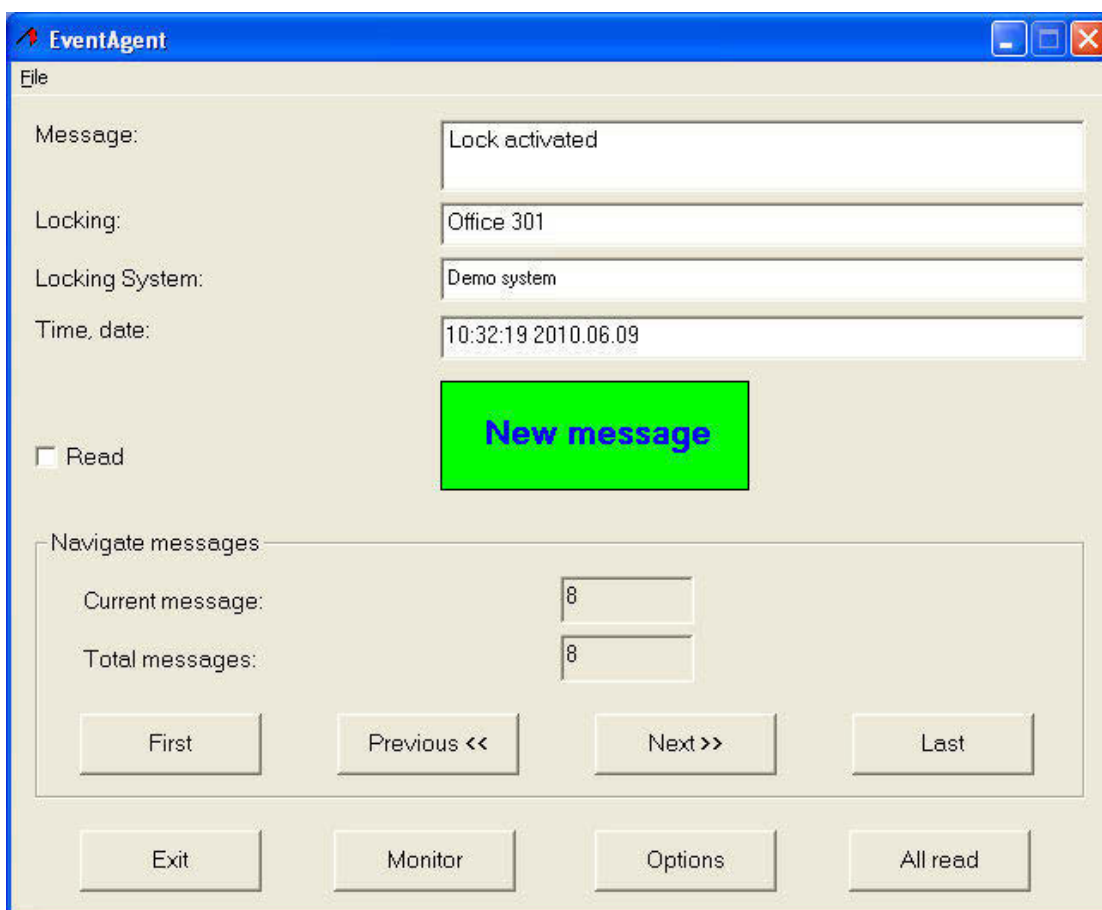 EventAgent
File
Message:
Lock activated
Locking:
Office 301
Locking System:
Demo system
Time, date:
10:32:19 2010.06.09
New message
Read
Navigate messages
Current message:
8
Total messages:
8
First
Previous <<
Next >>
Last
Exit
Monitor
Options
All read